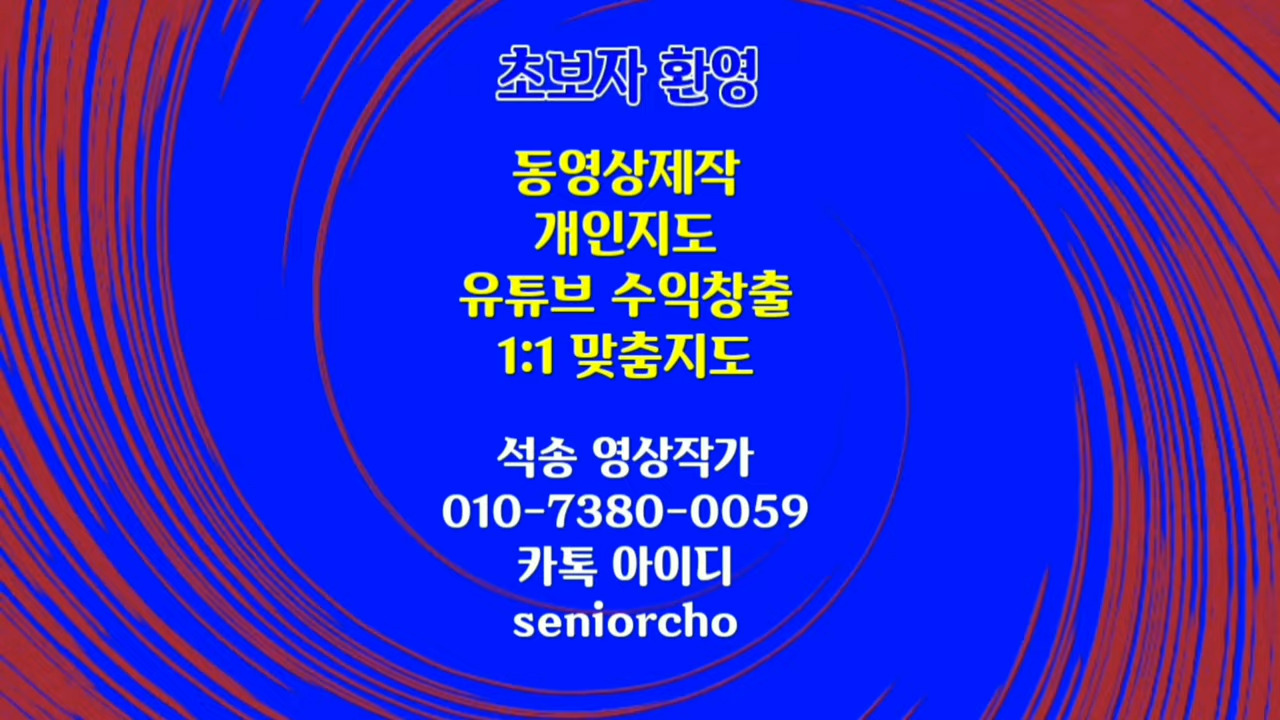 초보자 환영
동영상제작
개인지도
유튜브 수익창출
1:1 맞춤지도
석송 영상작가
010-7380-0059
카톡 아이디
seniorcho